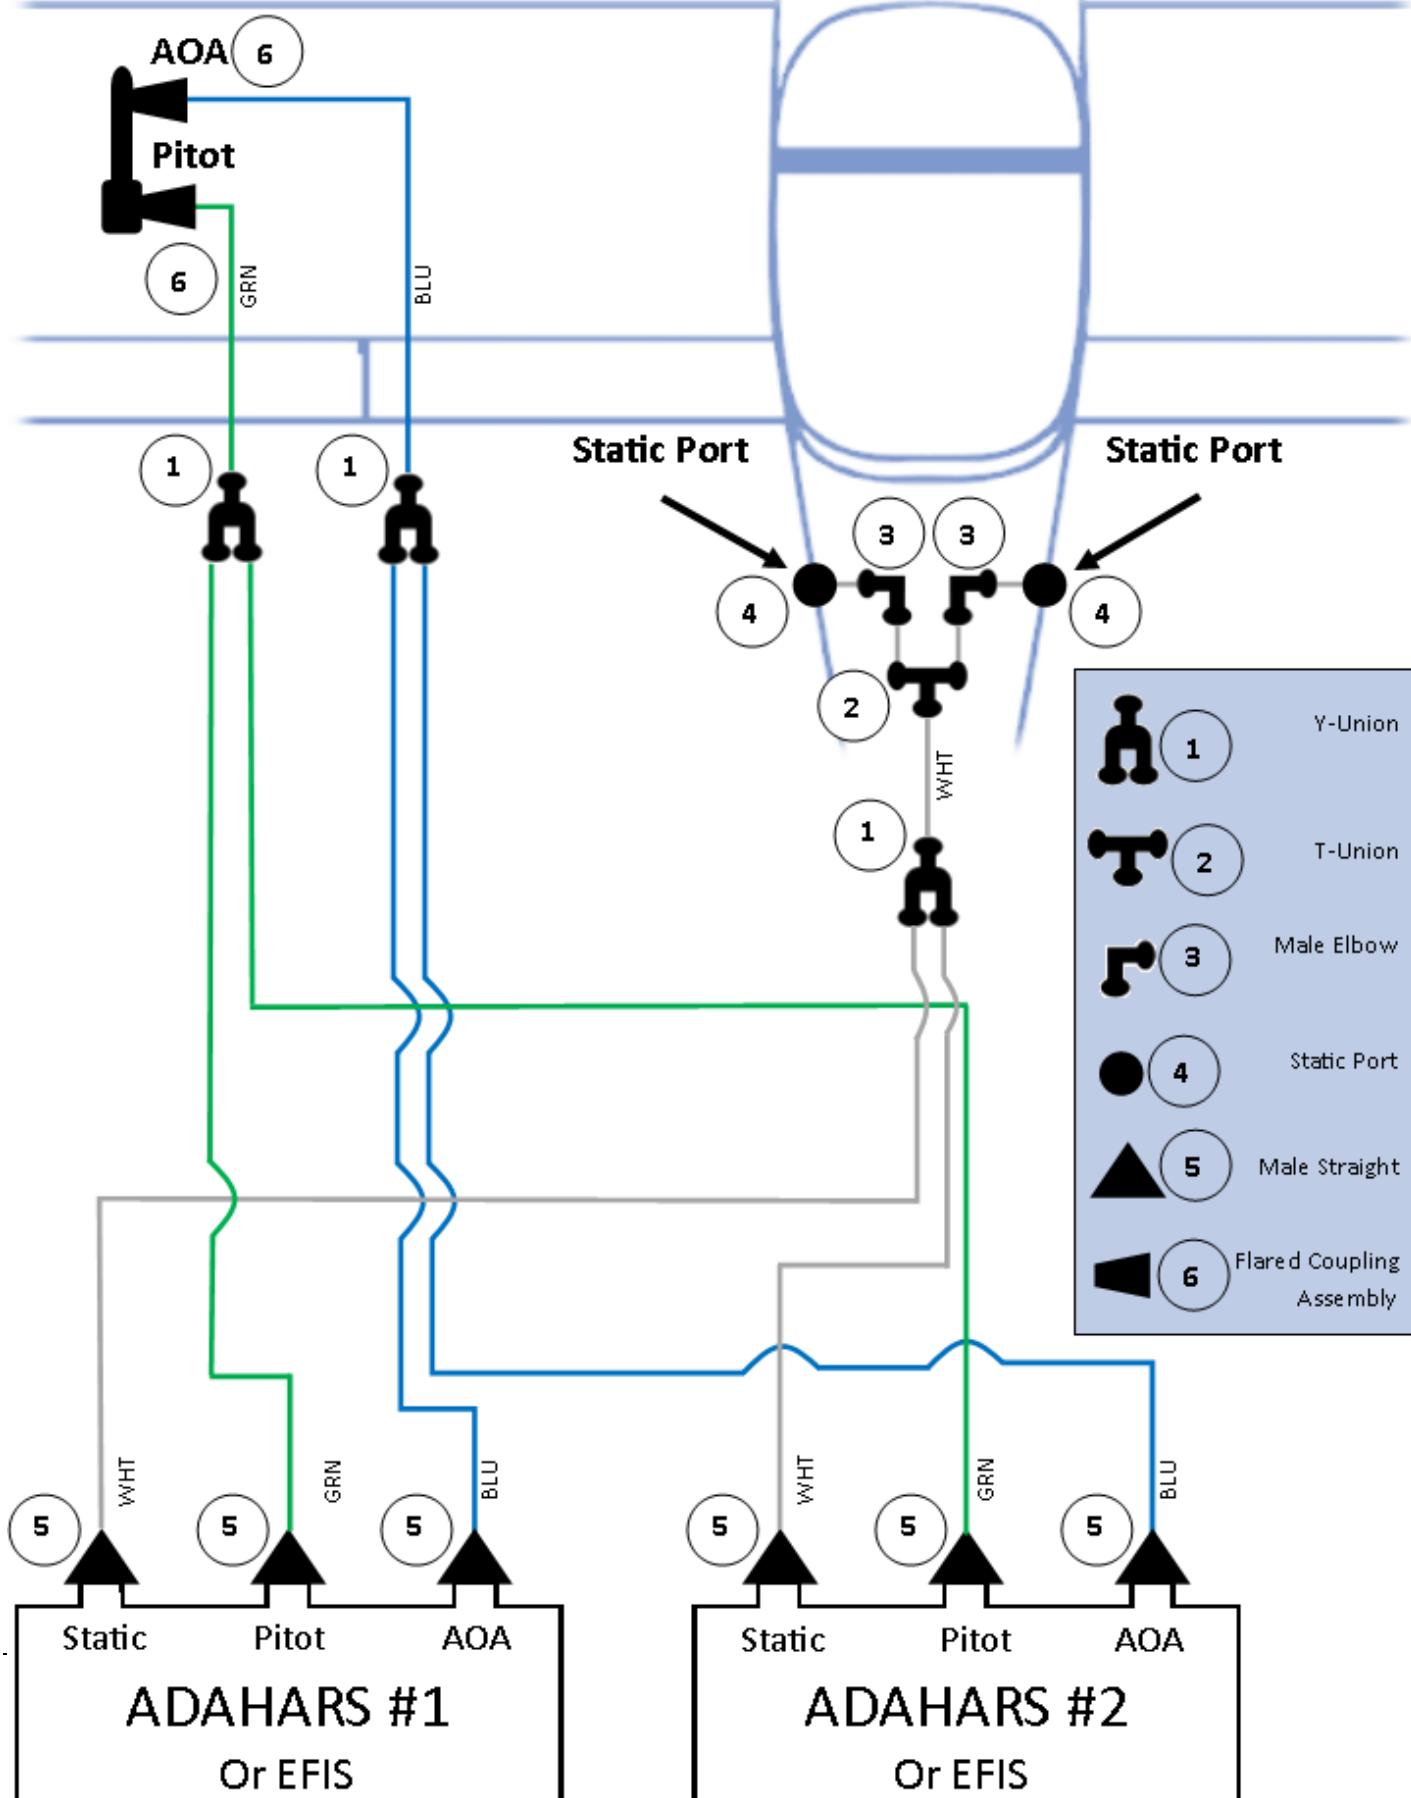 AOA 6
Pitot
6
GRN
BLU
1
1
Static Port
Static Port
3
3
4
4
2
WHT
1
1 Y-Union
2 T-Union
3 Male Elbow
4 Static Port
5 Male Straight
6 Flared Coupling
Assembly
WHT
GRN
BLU
WHT
GRN
BLU
5
5
5
5
5
5
Static Pitot AOA
Static Pitot AOA
ADAHARS #1
ADAHARS #2
Or EFIS
Or EFIS